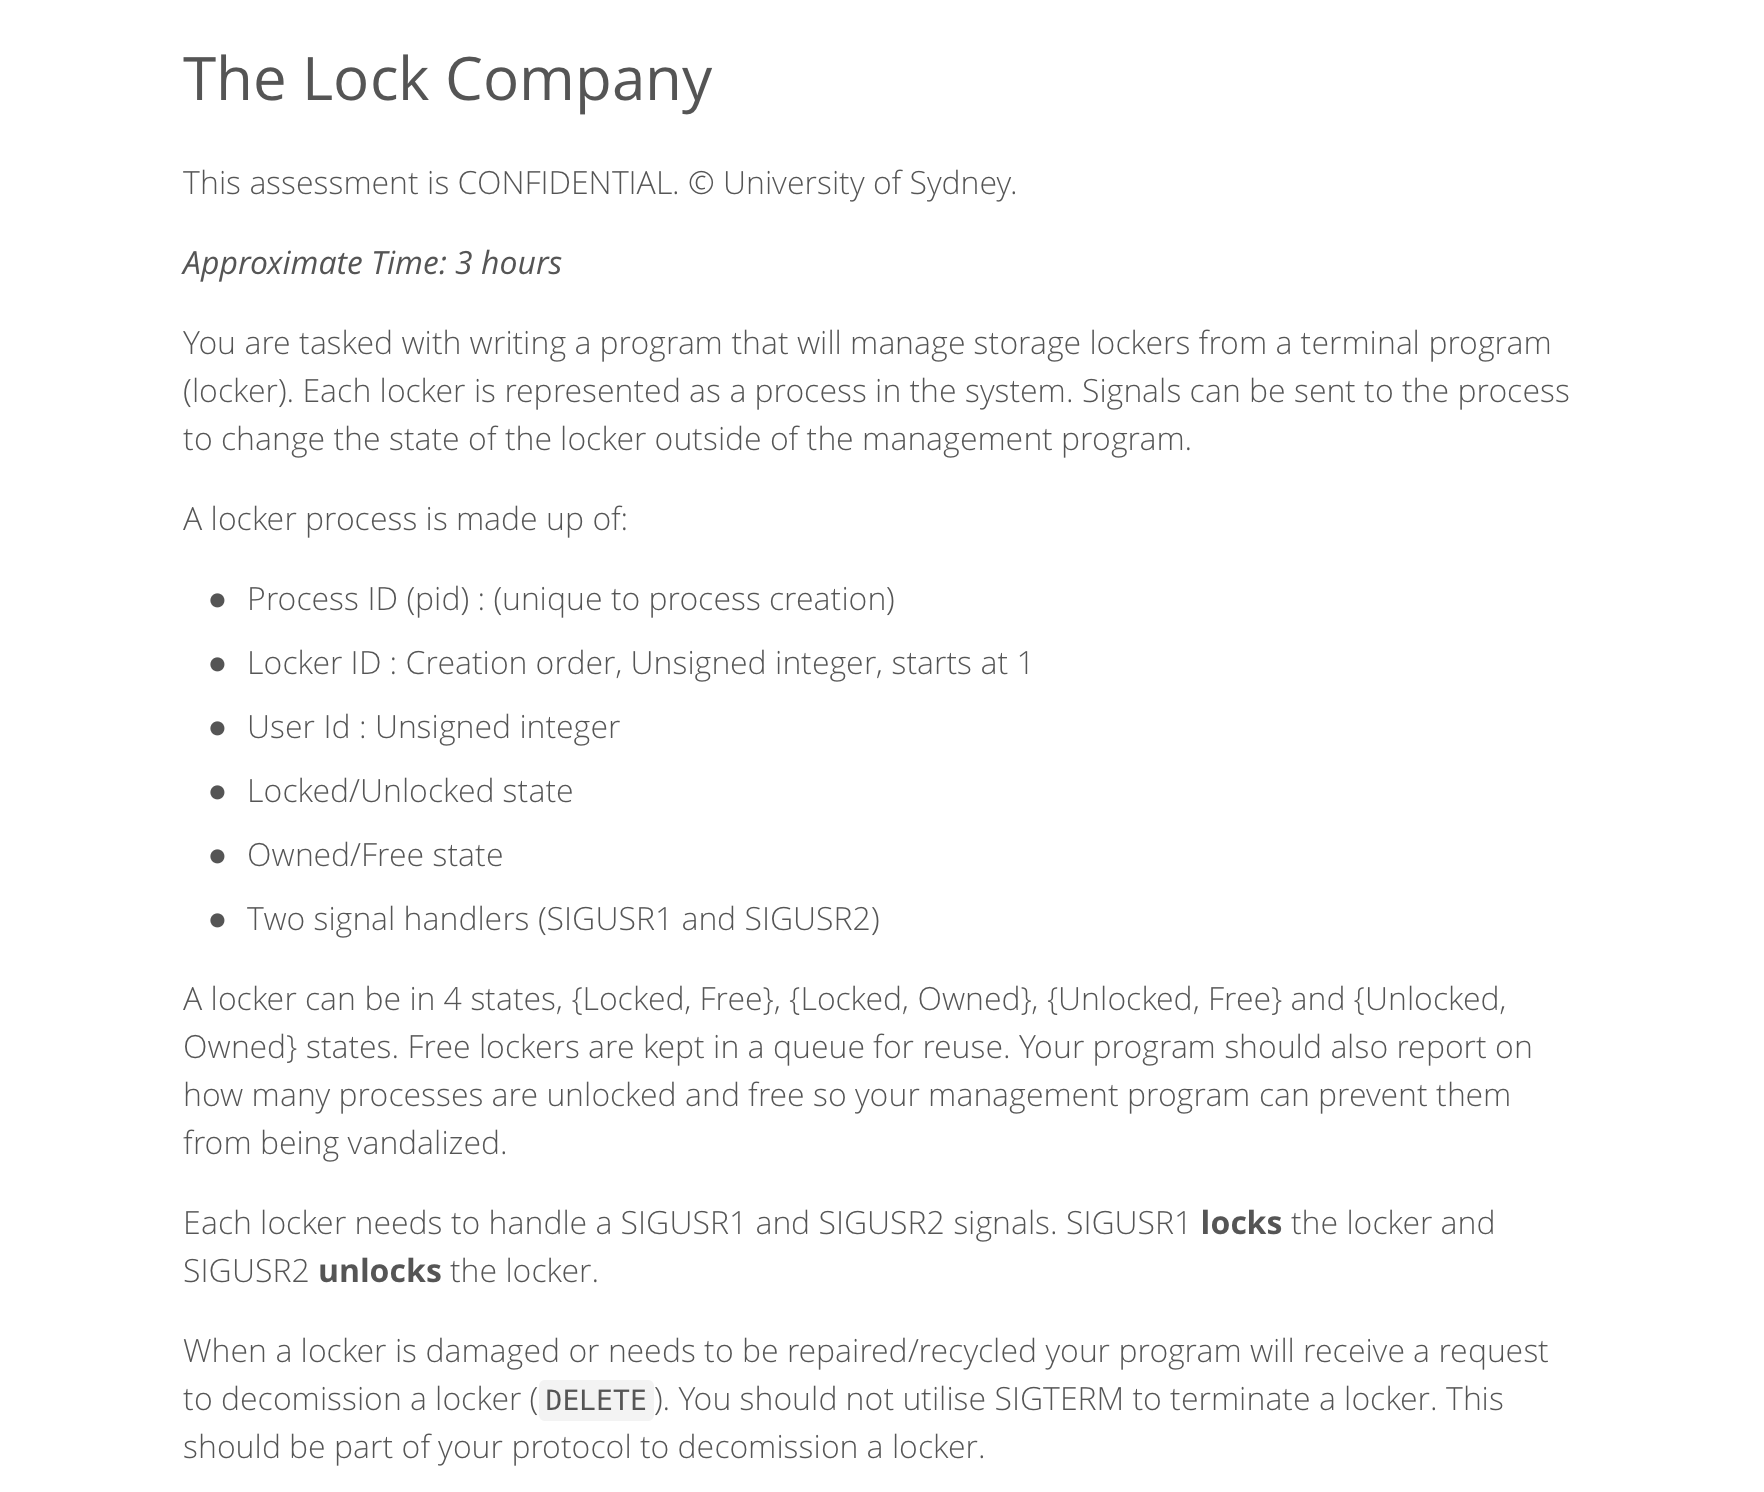 The Lock Company
This assessment is CONFIDENTIAL. © University of Sydney.
Approximate Time: 3 hours
You are tasked with writing a program that will manage storage lockers from a terminal program
(locker). Each locker is represented as a process in the system. Signals can be sent to the process
to change the state of the locker outside of the management program.
A locker process is made up of:
● Process ID (pid) : (unique to process creation)
● Locker ID : Creation order, Unsigned integer, starts at 1
● User Id : Unsigned integer
● Locked/Unlocked state
● Owned/Free state
● Two signal handlers (SIGUSR1 and SIGUSR2)
A locker can be in 4 states, {Locked, Free}, {Locked, Owned}, {Unlocked, Free} and {Unlocked,
Owned} states. Free lockers are kept in a queue for reuse. Your program should also report on
how many processes are unlocked and free so your management program can prevent them
from being vandalized.
Each locker needs to handle a SIGUSR1 and SIGUSR2 signals. SIGUSR1 locks the locker and
SIGUSR2 unlocks the locker.
When a locker is damaged or needs to be repaired/recycled your program will receive a request
to decomission a locker (DELETE). You should not utilise SIGTERM to terminate a locker. This
should be part of your protocol to decomission a locker.